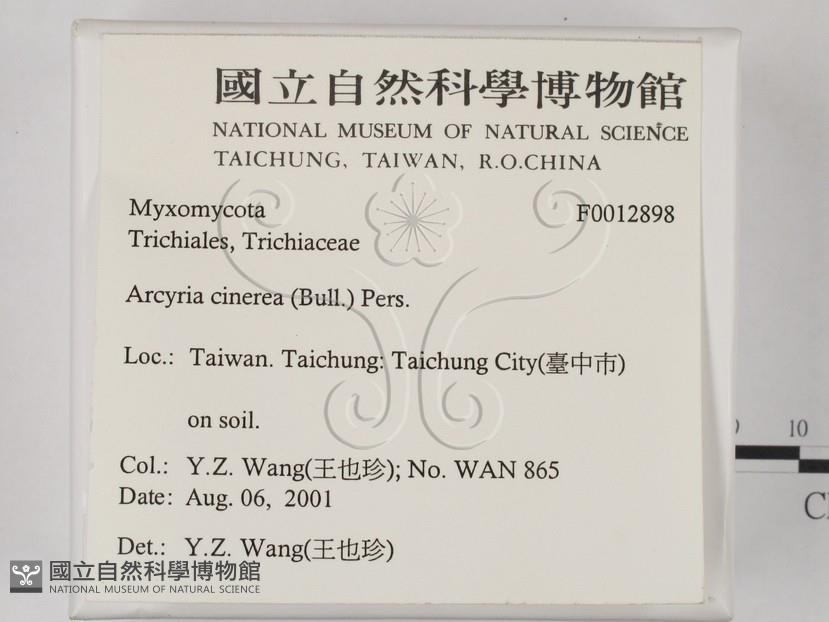 國立自然科學博物館
NATIONAL MUSEUM OF NATURAL SCIENCE
TAICHUNG, TAIWAN, R.O.CHINA
Myxomycota F0012898
Trichiales, Trichiaceae
Arcyria cinerea (Bull.) Pers.
Loc.: Taiwan. Taichung: Taichung City(臺中市)
on soil.
Col.: Y.Z. Wang(王也珍); No. WAN 865
Date: Aug. 06, 2001
Det.: Y.Z. Wang(王也珍)
國立自然科學博物館
NATIONAL MUSEUM OF NATURAL SCIENCE
10